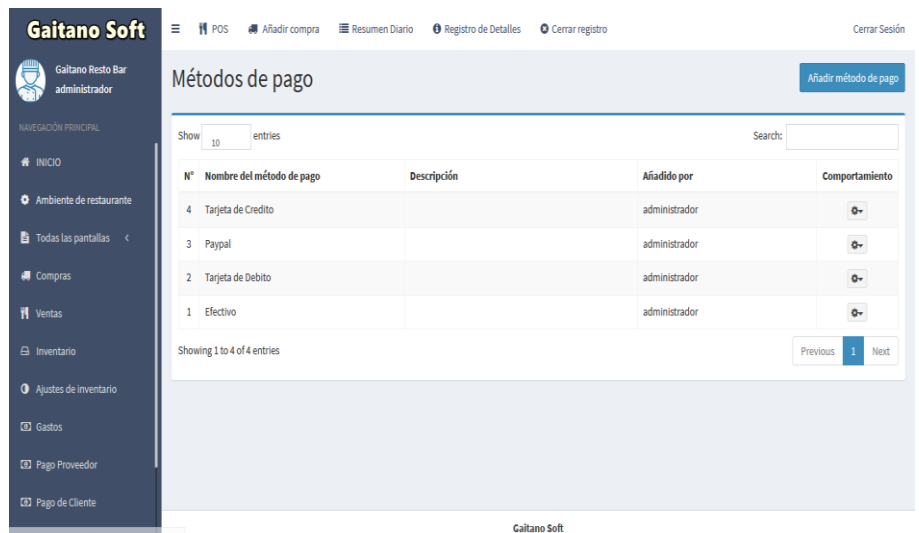 Gaitano Soft
POS Añadir compra Resumen Diario Registro de Detalles Cerrar registro Cerrar Sesión
Gaitano Resto Bar
administrador
NAVEGACIÓN PRINCIPAL
INICIO
Ambiente de restaurante
Todas las pantallas
Compras
Ventas
Inventario
Ajustes de inventario
Gastos
Pago Proveedor
Pago de Cliente
Métodos de pago
Añadir método de pago
Show 10 entries Search:
N° Nombre del método de pago Descripción Añadido por Comportamiento
4 Tarjeta de Credito administrador
3 Paypal administrador
2 Tarjeta de Debito administrador
1 Efectivo administrador
Showing 1 to 4 of 4 entries
Previous 1 Next
Gaitano Soft